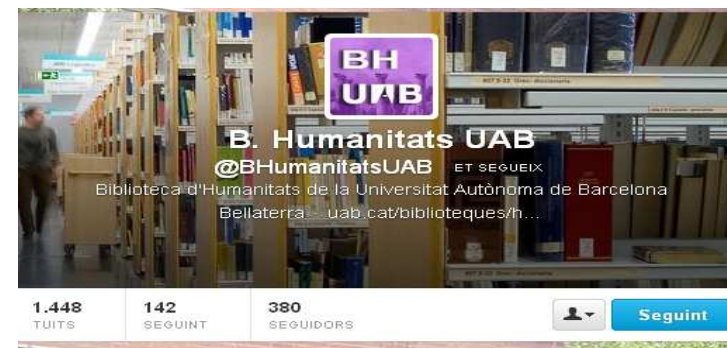 BH
UAB
B. Humanitats UAB
@BHumanitatsUAB ET SEGUEIX
Biblioteca d'Humanitats de la Universitat Autònoma de Barcelona
Bellaterra - uab.cat/biblioteques/h...
1.448 142 380
TUITS SEGUINT SEGUIDORS
Seguint